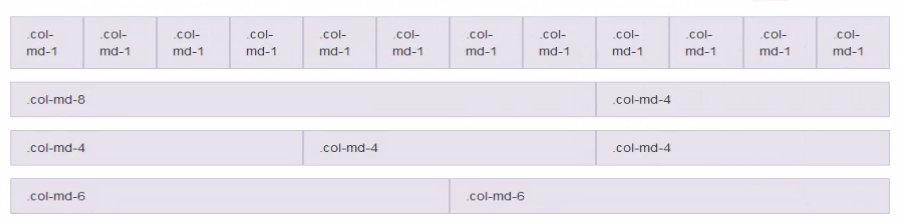 .col- .col- .col- .col- .col- .col- .col- .col- .col- .col- .col- .col-
md-1 md-1 md-1 md-1 md-1 md-1 md-1 md-1 md-1 md-1 md-1 md-1
.col-md-8 .col-md-4
.col-md-4 .col-md-4 .col-md-4
.col-md-6 .col-md-6